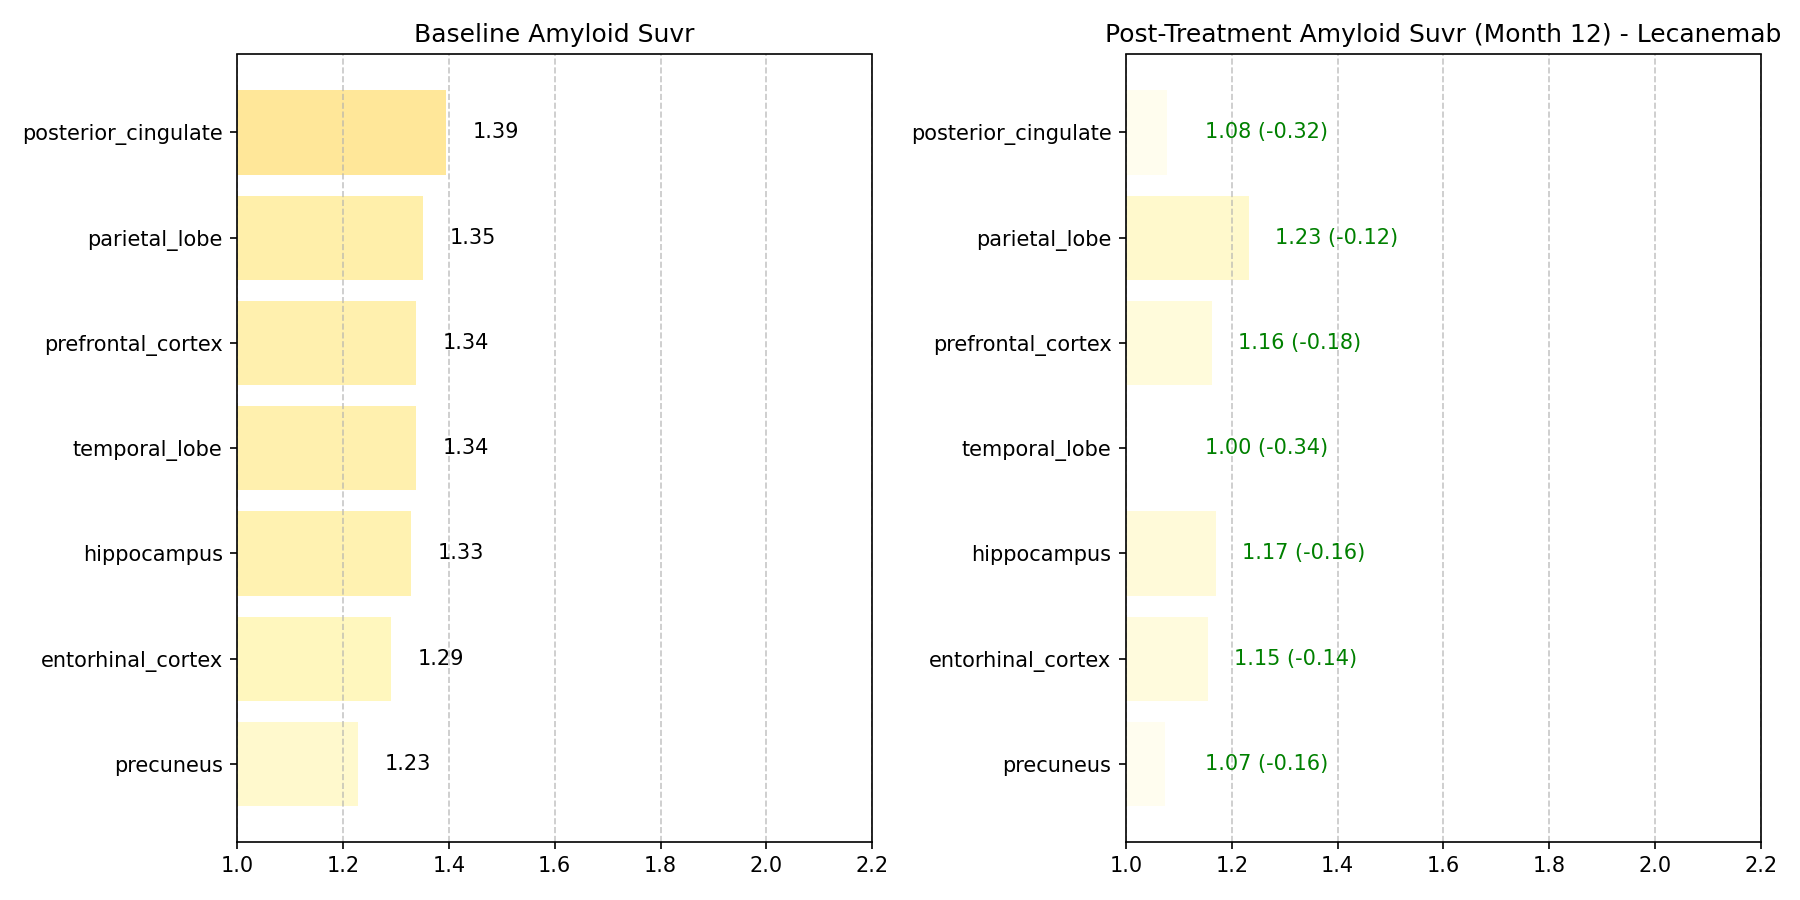 Baseline Amyloid Suvr
posterior_cingulate 1.39
parietal_lobe 1.35
prefrontal_cortex 1.34
temporal_lobe 1.34
hippocampus 1.33
entorhinal_cortex 1.29
precuneus 1.23
1.0 1.2 1.4 1.6 1.8 2.0 2.2
Post-Treatment Amyloid Suvr (Month 12) - Lecanemab
posterior_cingulate 1.08 (-0.32)
parietal_lobe 1.23 (-0.12)
prefrontal_cortex 1.16 (-0.18)
temporal_lobe 1.00 (-0.34)
hippocampus 1.17 (-0.16)
entorhinal_cortex 1.15 (-0.14)
precuneus 1.07 (-0.16)
1.0 1.2 1.4 1.6 1.8 2.0 2.2